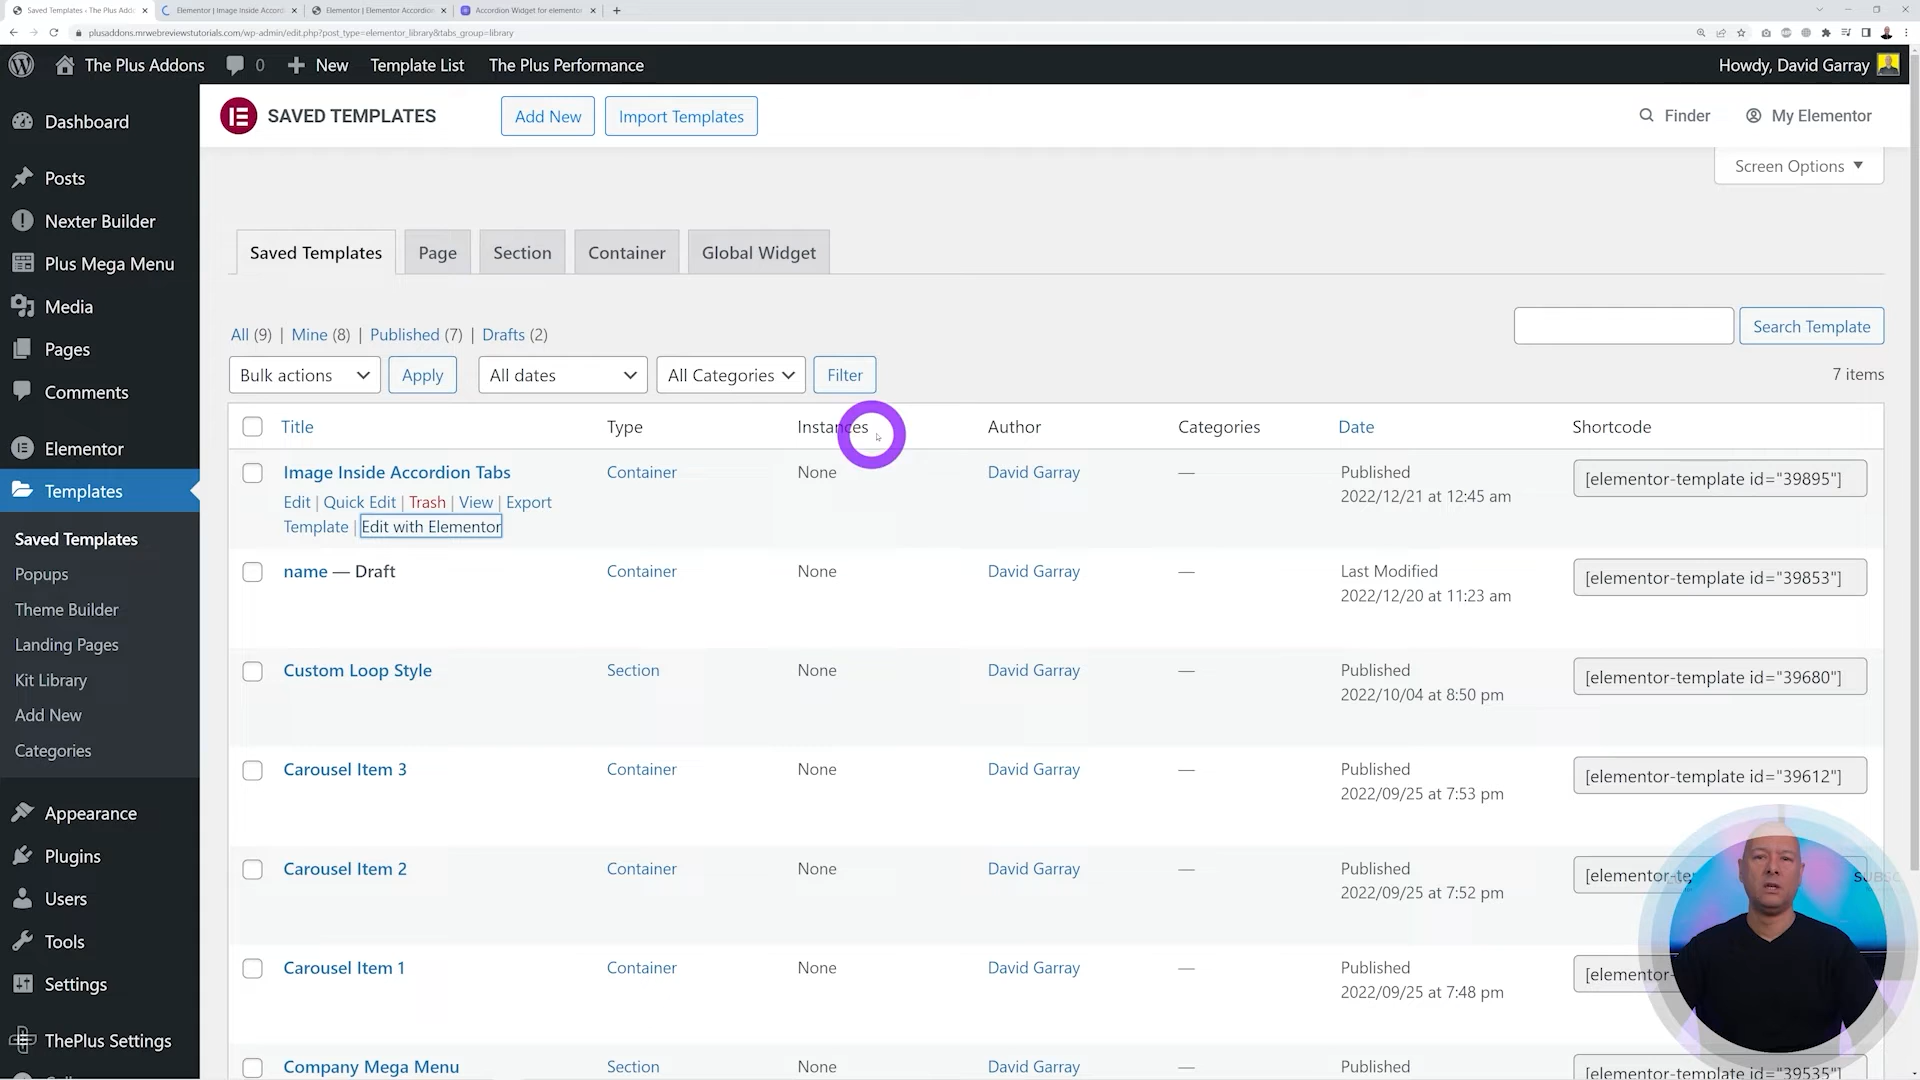 Saved Templates ‹ The Plus Addo
Elementor | Image Inside Accord
Elementor | Elementor Accordion
Accordion Widget for elementor
plusaddons.mrwebreviewstutorials.com/wp-admin/edit.php?post_type=elementor_library&tabs_group=library
The Plus Addons
0
New
Template List
The Plus Performance
Howdy, David Garray
Dashboard
Posts
Nexter Builder
Plus Mega Menu
Media
Pages
Comments
Elementor
Templates
Saved Templates
Popups
Theme Builder
Landing Pages
Kit Library
Add New
Categories
Appearance
Plugins
Users
Tools
Settings
ThePlus Settings
SAVED TEMPLATES
Add New
Import Templates
Finder
My Elementor
Screen Options
Saved Templates
Page
Section
Container
Global Widget
All (9) | Mine (8) | Published (7) | Drafts (2)
Search Template
Bulk actions
Apply
All dates
All Categories
Filter
7 items
Title Type Instances Author Categories Date Shortcode
Image Inside Accordion Tabs Container None David Garray — Published [elementor-template id="39895"]
2022/12/21 at 12:45 am
Edit | Quick Edit | Trash | View | Export
Template | Edit with Elementor
name — Draft Container None David Garray — Last Modified [elementor-template id="39853"]
2022/12/20 at 11:23 am
Custom Loop Style Section None David Garray — Published [elementor-template id="39680"]
2022/10/04 at 8:50 pm
Carousel Item 3 Container None David Garray — Published [elementor-template id="39612"]
2022/09/25 at 7:53 pm
Carousel Item 2 Container None David Garray — Published [elementor-te
2022/09/25 at 7:52 pm
SUBSC
Carousel Item 1 Container None David Garray — Published [elementor-
2022/09/25 at 7:48 pm
Company Mega Menu Section None David Garray — Published [elementor-template id="39535"]